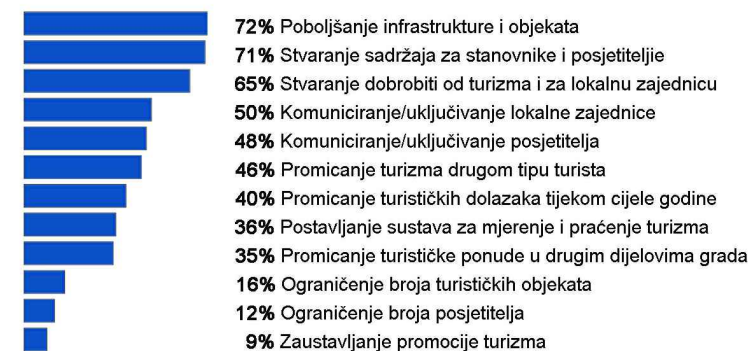 72% Poboljšanje infrastrukture i objekata
71% Stvaranje sadržaja za stanovnike i posjetiteljie
65% Stvaranje dobrobiti od turizma i za lokalnu zajednicu
50% Komuniciranje/uključivanje lokalne zajednice
48% Komuniciranje/uključivanje posjetitelja
46% Promicanje turizma drugom tipu turista
40% Promicanje turističkih dolazaka tijekom cijele godine
36% Postavljanje sustava za mjerenje i praćenje turizma
35% Promicanje turističke ponude u drugim dijelovima grada
16% Ograničenje broja turističkih objekata
12% Ograničenje broja posjetitelja
9% Zaustavljanje promocije turizma